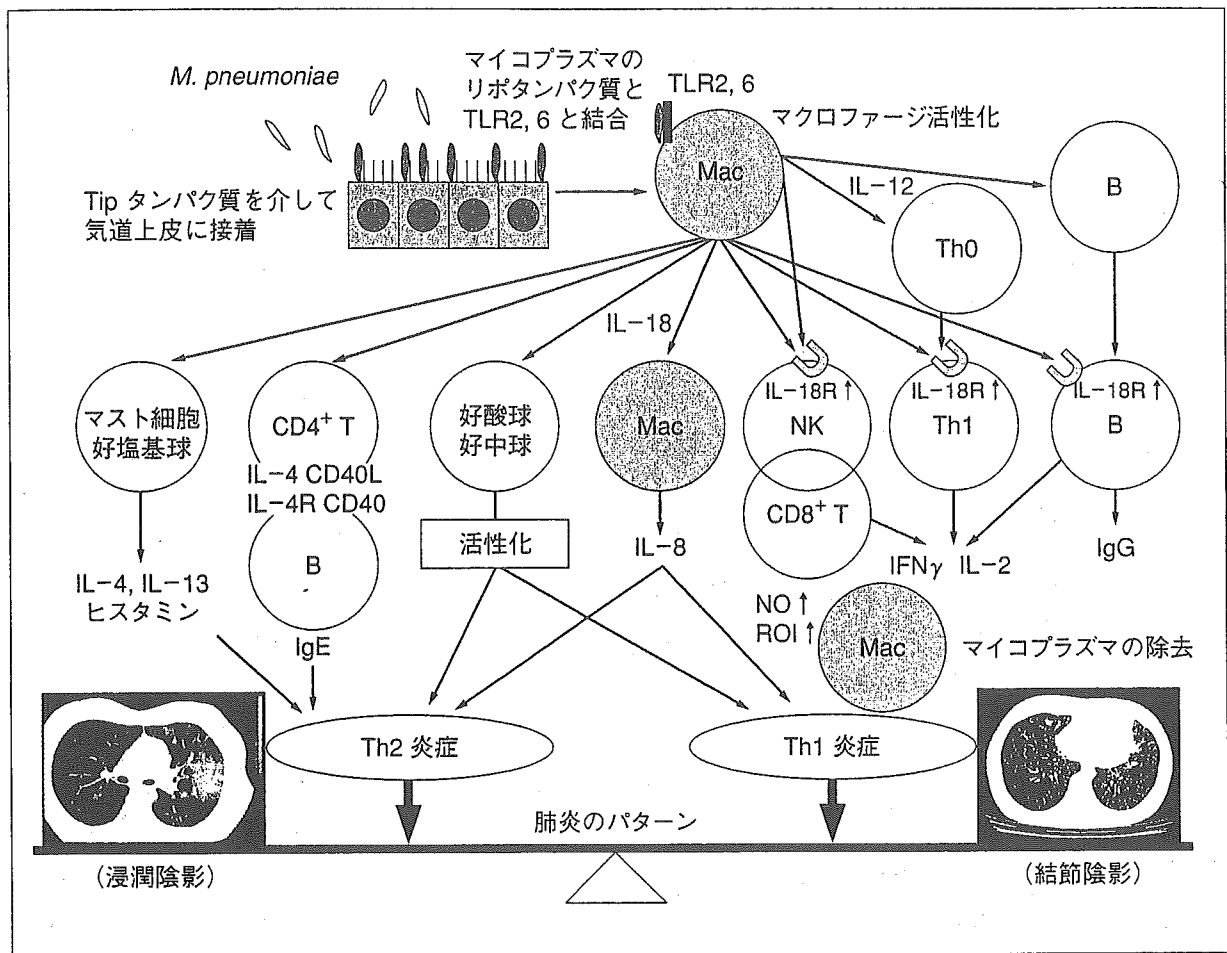 M. pneumoniae
マイコプラズマの
リポタンパク質と
TLR2, 6 と結合
TLR2, 6
マクロファージ活性化
Mac
Tip タンパク質を介して
気道上皮に接着
IL-12
B
Th0
IL-18
マスト細胞
好塩基球
CD4⁺ T
IL-4 CD40L
IL-4R CD40
B
好酸球
好中球
Mac
IL-18R↑
NK
CD8⁺ T
IL-18R↑
Th1
IL-18R↑
B
活性化
IL-8
IL-4, IL-13
ヒスタミン
IgE
IFNγ IL-2
IgG
NO↑
ROI↑
Mac
マイコプラズマの除去
Th2 炎症
Th1 炎症
肺炎のパターン
(浸潤陰影)
(結節陰影)